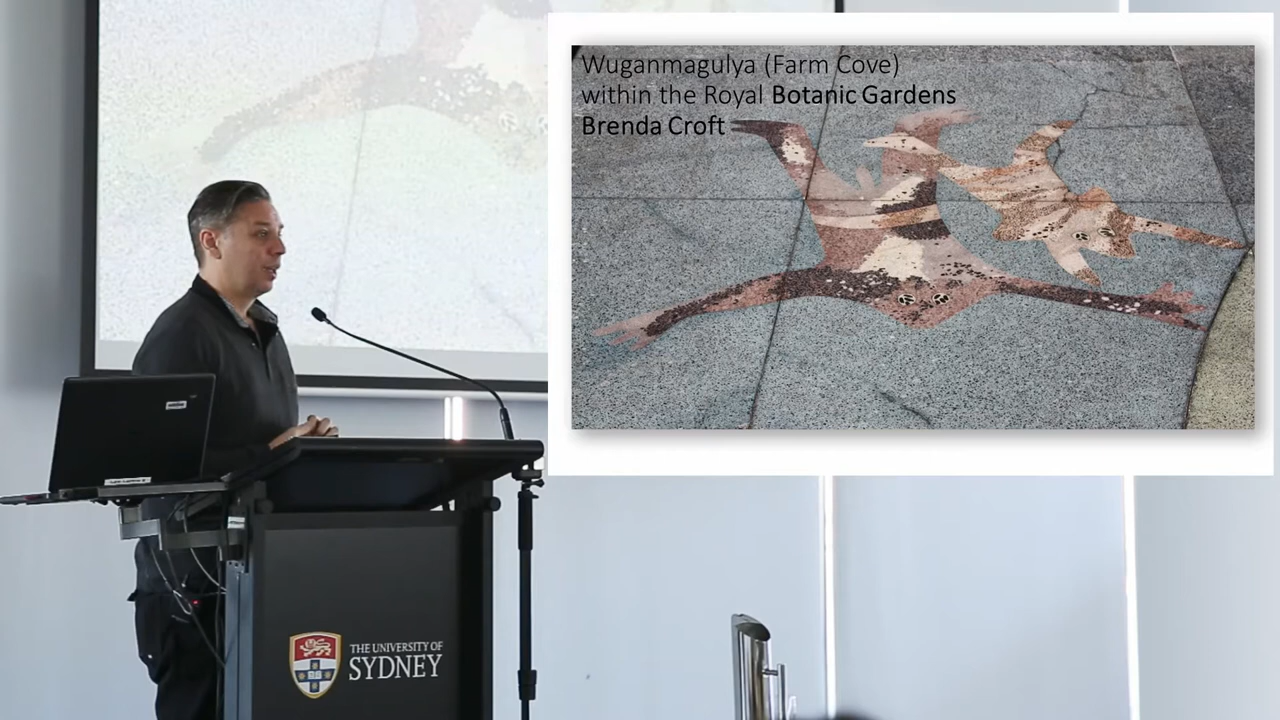 Wuganmagulya (Farm Cove)
within the Royal Botanic Gardens
Brenda Croft
THE UNIVERSITY OF
SYDNEY